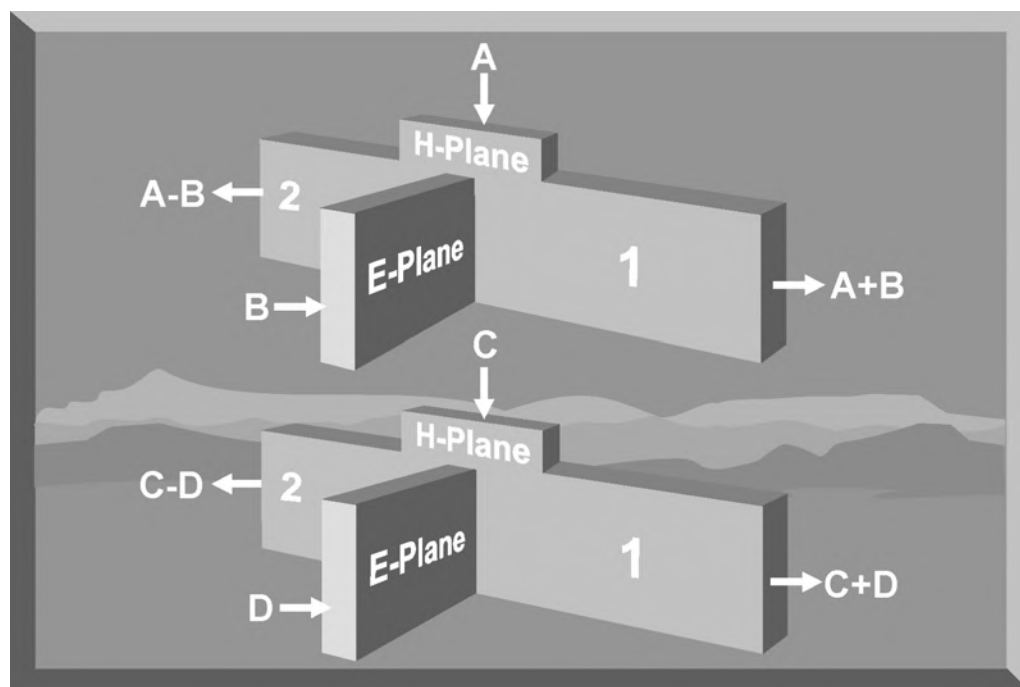 A
H-Plane
A-B
2
E-Plane
1
B
A+B
C
H-Plane
C-D
2
E-Plane
1
D
C+D